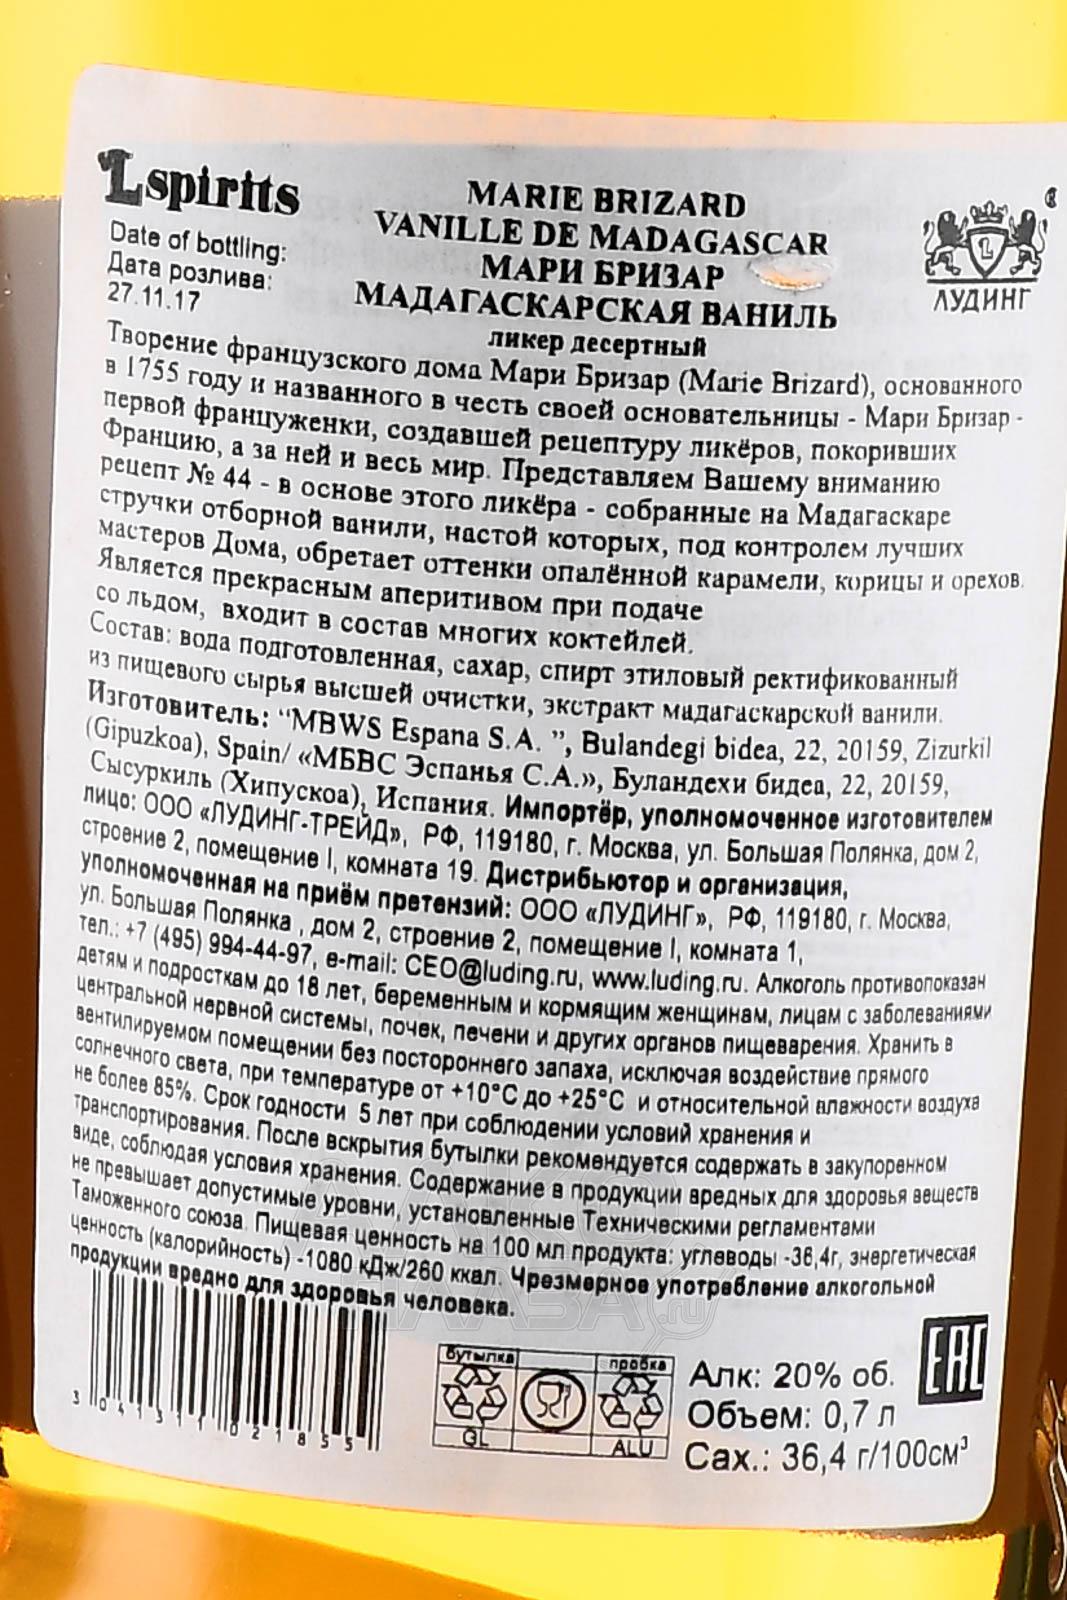 Lspirits
Date of bottling:
Дата розлива:
27.11.17
MARIE BRIZARD
VANILLE DE MADAGASCAR
МАРИ БРИЗАР
МАДАГАСКАРСКАЯ ВАНИЛЬ
ликер десертный
ЛУДИНГ
Творение французского дома Мари Бризар (Marie Brizard), основанного
в 1755 году и названного в честь своей основательницы - Мари Бризар -
первой француженки, создавшей рецептуру ликёров, покоривших
Францию, а за ней и весь мир. Представляем Вашему вниманию
рецепт № 44 - в основе этого ликёра - собранные на Мадагаскаре
стручки отборной ванили, настой которых, под контролем лучших
мастеров Дома, обретает оттенки опалённой карамели, корицы и орехов.
Является прекрасным аперитивом при подаче
со льдом, входит в состав многих коктейлей.
Состав: вода подготовленная, сахар, спирт этиловый ректификованный
из пищевого сырья высшей очистки, экстракт мадагаскарской ванили.
Изготовитель: "MBWS Espana S.A. ", Bulandegi bidea, 22, 20159, Zizurkil
(Gipuzkoa), Spain/ «МБВС Эспанья С.А.», Буландехи бидеа, 22, 20159,
Сысуркиль (Хипускоа), Испания. Импортёр, уполномоченное изготовителем
лицо: ООО «ЛУДИНГ-ТРЕЙД», РФ, 119180, г. Москва, ул. Большая Полянка, дом 2,
строение 2, помещение I, комната 19. Дистрибьютор и организация,
уполномоченная на приём претензий: ООО «ЛУДИНГ», РФ, 119180, г. Москва,
ул. Большая Полянка , дом 2, строение 2, помещение I, комната 1,
тел.: +7 (495) 994-44-97, e-mail: CEO@luding.ru, www.luding.ru. Алкоголь противопоказан
детям и подросткам до 18 лет, беременным и кормящим женщинам, лицам с заболеваниями
центральной нервной системы, почек, печени и других органов пищеварения. Хранить в
вентилируемом помещении без постороннего запаха, исключая воздействие прямого
солнечного света, при температуре от +10°C до +25°C и относительной влажности воздуха
не более 85%. Срок годности 5 лет при соблюдении условий хранения и
транспортирования. После вскрытия бутылки рекомендуется содержать в закупоренном
виде, соблюдая условия хранения. Содержание в продукции вредных для здоровья веществ
не превышает допустимые уровни, установленные Техническими регламентами
Таможенного союза. Пищевая ценность на 100 мл продукта: углеводы -36,4г, энергетическая
ценность (калорийность) -1080 кДж/260 ккал. Чрезмерное употребление алкогольной
продукции вредно для здоровья человека.
3041311021855
бутылка
пробка
GL
ALU
Алк: 20% об.
Объем: 0,7 л
Сах.: 36,4 г/100см³
EAC